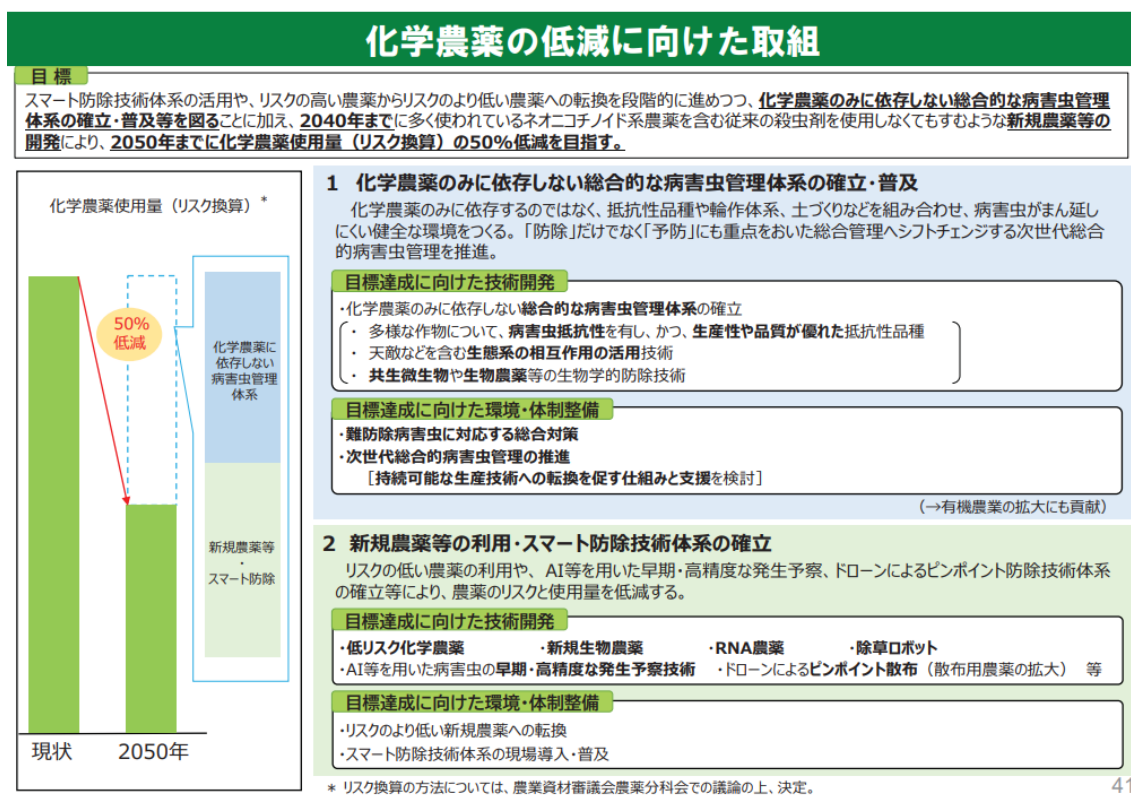 化学農薬の低減に向けた取組
目 標
スマート防除技術体系の活用や、リスクの高い農薬からリスクのより低い農薬への転換を段階的に進めつつ、化学農薬のみに依存しない総合的な病害虫管理
体系の確立・普及等を図ることに加え、2040年までに多く使われているネオニコチノイド系農薬を含む従来の殺虫剤を使用しなくてもすむような新規農薬等の
開発により、2050年までに化学農薬使用量（リスク換算）の50%低減を目指す。
化学農薬使用量（リスク換算）*
50%
低減
化学農薬に
依存しない
病害虫管理
体系
新規農薬等
・
スマート防除
現状
2050年
1 化学農薬のみに依存しない総合的な病害虫管理体系の確立・普及
化学農薬のみに依存するのではなく、抵抗性品種や輪作体系、土づくりなどを組み合わせ、病害虫がまん延し
にくい健全な環境をつくる。「防除」だけでなく「予防」にも重点をおいた総合管理へシフトチェンジする次世代総合
的病害虫管理を推進。
目標達成に向けた技術開発
・化学農薬のみに依存しない総合的な病害虫管理体系の確立
・ 多様な作物について、病害虫抵抗性を有し、かつ、生産性や品質が優れた抵抗性品種
・ 天敵などを含む生態系の相互作用の活用技術
・ 共生微生物や生物農薬等の生物学的防除技術
目標達成に向けた環境・体制整備
・難防除病害虫に対応する総合対策
・次世代総合的病害虫管理の推進
［持続可能な生産技術への転換を促す仕組みと支援を検討］
（→有機農業の拡大にも貢献）
2 新規農薬等の利用・スマート防除技術体系の確立
リスクの低い農薬の利用や、AI等を用いた早期・高精度な発生予察、ドローンによるピンポイント防除技術体系
の確立等により、農薬のリスクと使用量を低減する。
目標達成に向けた技術開発
・低リスク化学農薬 ・新規生物農薬 ・RNA農薬 ・除草ロボット
・AI等を用いた病害虫の早期・高精度な発生予察技術 ・ドローンによるピンポイント散布（散布用農薬の拡大） 等
目標達成に向けた環境・体制整備
・リスクのより低い新規農薬への転換
・スマート防除技術体系の現場導入・普及
* リスク換算の方法については、農業資材審議会農薬分科会での議論の上、決定。
41